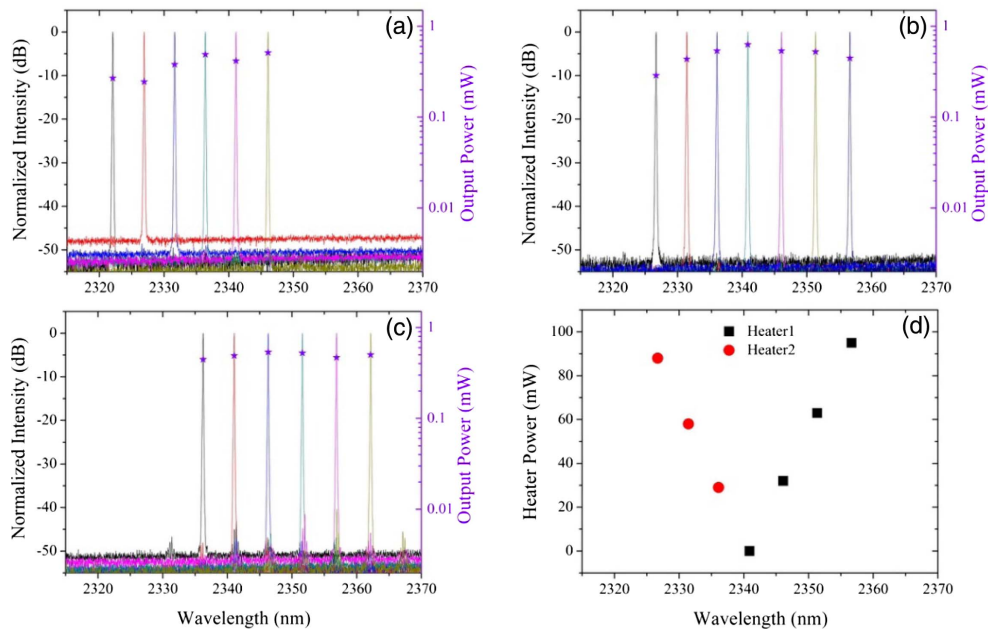 (a)
Normalized Intensity (dB)
0
-10
-20
-30
-40
-50
2320 2330 2340 2350 2360 2370
1
0.1
0.01
Output Power (mW)
(b)
Normalized Intensity (dB)
0
-10
-20
-30
-40
-50
2320 2330 2340 2350 2360 2370
1
0.1
0.01
Output Power (mW)
(c)
Normalized Intensity (dB)
0
-10
-20
-30
-40
-50
2320 2330 2340 2350 2360 2370
Wavelength (nm)
1
0.1
0.01
Output Power (mW)
(d)
Heater1
Heater2
Heater Power (mW)
100
80
60
40
20
0
2320 2330 2340 2350 2360 2370
Wavelength (nm)